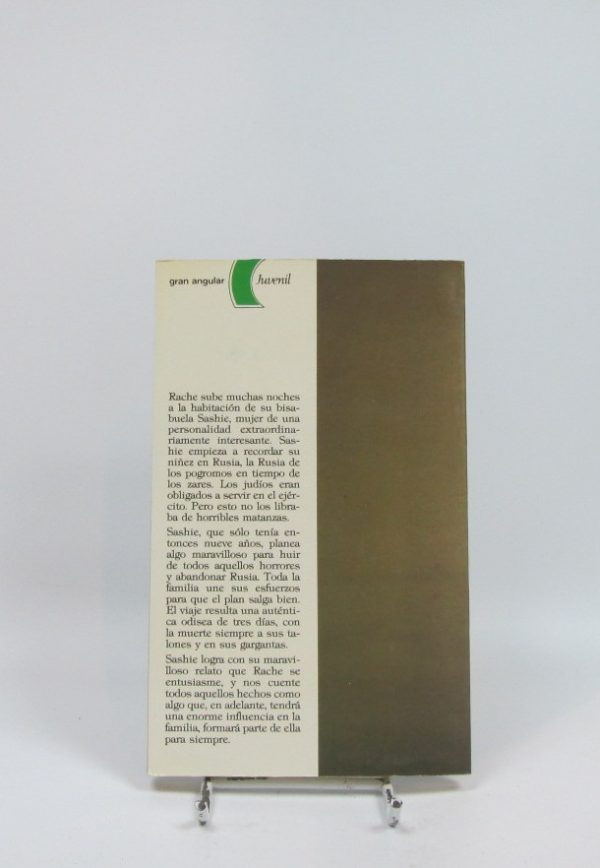 gran angular
Juvenil
Rache sube muchas noches
a la habitación de su bisa-
buela Sashie, mujer de una
personalidad extraordina-
riamente interesante. Sas-
hie empieza a recordar su
niñez en Rusia, la Rusia de
los pogromos en tiempo de
los zares. Los judíos eran
obligados a servir en el ejér-
cito. Pero esto no los libra-
ba de horribles matanzas.
Sashie, que sólo tenía en-
tonces nueve años, planea
algo maravilloso para huir
de todos aquellos horrores
y abandonar Rusia. Toda la
familia une sus esfuerzos
para que el plan salga bien.
El viaje resulta una auténti-
ca odisea de tres días, con
la muerte siempre a sus ta-
lones y en sus gargantas.
Sashie logra con su maravi-
lloso relato que Rache se
entusiasme, y nos cuente
todos aquellos hechos como
algo que, en adelante, tendrá
una enorme influencia en la
familia, formará parte de ella
para siempre.